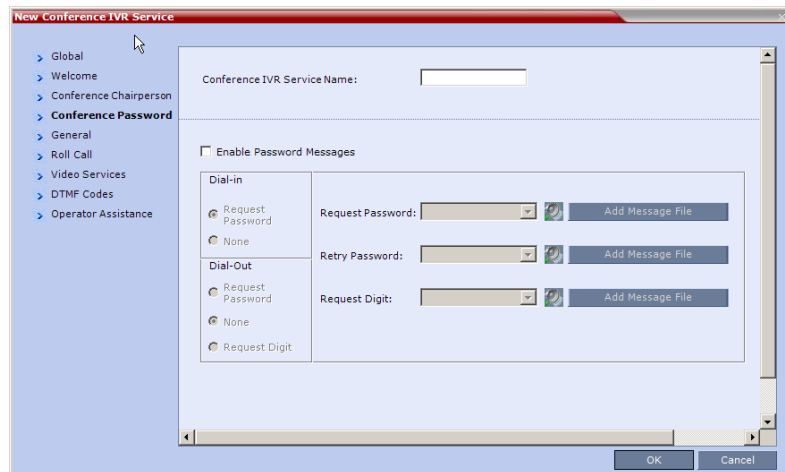 New Conference IVR Service
Global
Welcome
Conference Chairperson
Conference Password
General
Roll Call
Video Services
DTMF Codes
Operator Assistance
Conference IVR Service Name:
Enable Password Messages
Dial-in
Request
Password
None
Dial-Out
Request
Password
None
Request Digit
Request Password:
Add Message File
Retry Password:
Add Message File
Request Digit:
Add Message File
OK
Cancel